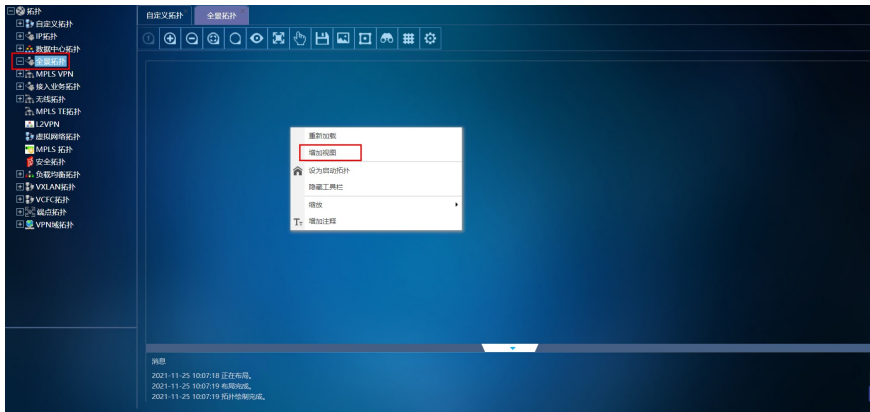 拓扑
自定义拓扑
IP拓扑
数据中心拓扑
全景拓扑
MPLS VPN
接入业务拓扑
无线拓扑
MPLS TE拓扑
L2VPN
虚拟网络拓扑
MPLS 拓扑
安全拓扑
负载均衡拓扑
VXLAN拓扑
VCFC拓扑
端点拓扑
VPN域拓扑
自定义拓扑 全景拓扑
重新加载
增加视图
设为启动拓扑
隐藏工具栏
缩放
增加注释
消息
2021-11-25 10:07:18 正在布局。
2021-11-25 10:07:19 布局完成。
2021-11-25 10:07:19 拓扑绘制完成。